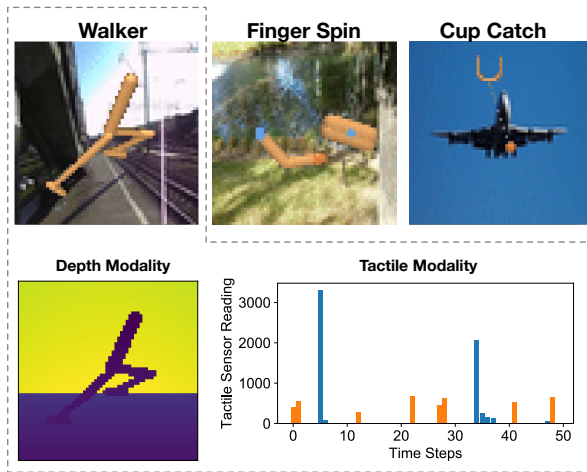 Walker
Finger Spin
Cup Catch
Depth Modality
Tactile Modality
Tactile Sensor Reading
3000
2000
1000
0
0
10
20
30
40
50
Time Steps